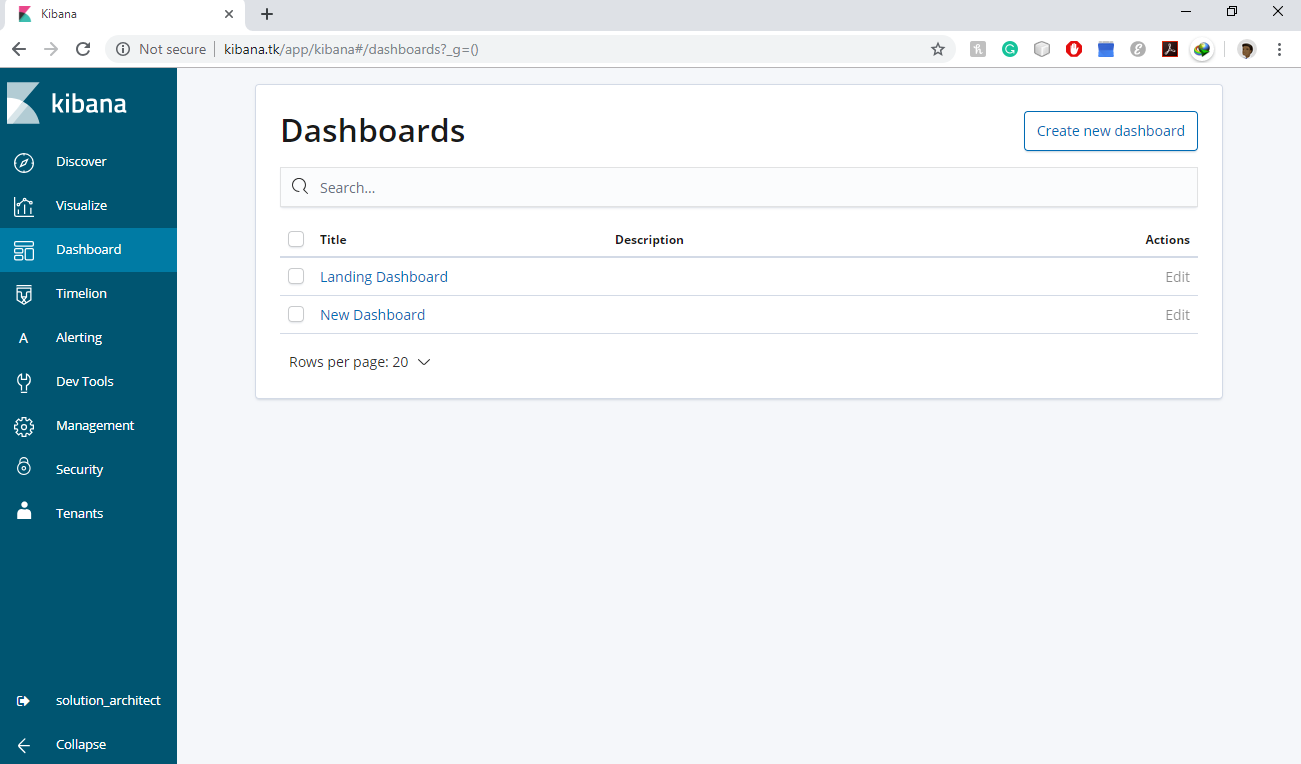 Kibana
Not secure
kibana.tk/app/kibana#/dashboards?_g=()
kibana
Discover
Visualize
Dashboard
Timelion
A Alerting
Dev Tools
Management
Security
Tenants
solution_architect
Collapse
Dashboards
Create new dashboard
Search...
Title Description Actions
Landing Dashboard Edit
New Dashboard Edit
Rows per page: 20